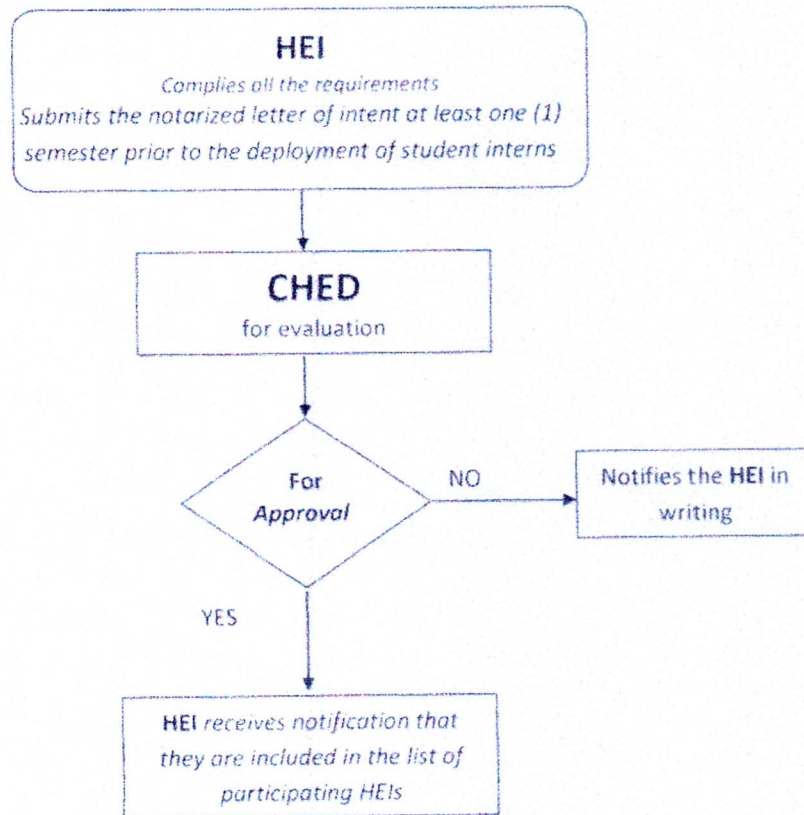 HEI
Complies all the requirements
Submits the notarized letter of intent at least one (1)
semester prior to the deployment of student interns
CHED
for evaluation
For
Approval
NO
Notifies the HEI in
writing
YES
HEI receives notification that
they are included in the list of
participating HEIs